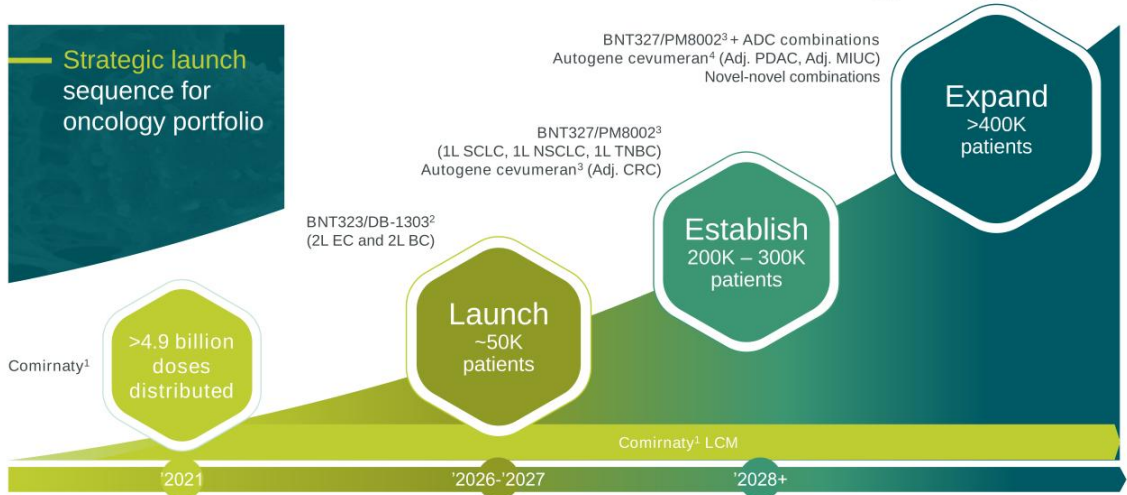 Strategic launch
sequence for
oncology portfolio
BNT327/PM8002³ + ADC combinations
Autogene cevumeran⁴ (Adj. PDAC, Adj. MIUC)
Novel-novel combinations
Expand
>400K
patients
BNT327/PM8002³
(1L SCLC, 1L NSCLC, 1L TNBC)
Autogene cevumeran³ (Adj. CRC)
Establish
200K – 300K
patients
BNT323/DB-1303²
(2L EC and 2L BC)
Launch
~50K
patients
Comirnaty¹
>4.9 billion
doses
distributed
Comirnaty¹ LCM
’2021
’2026-’2027
’2028+